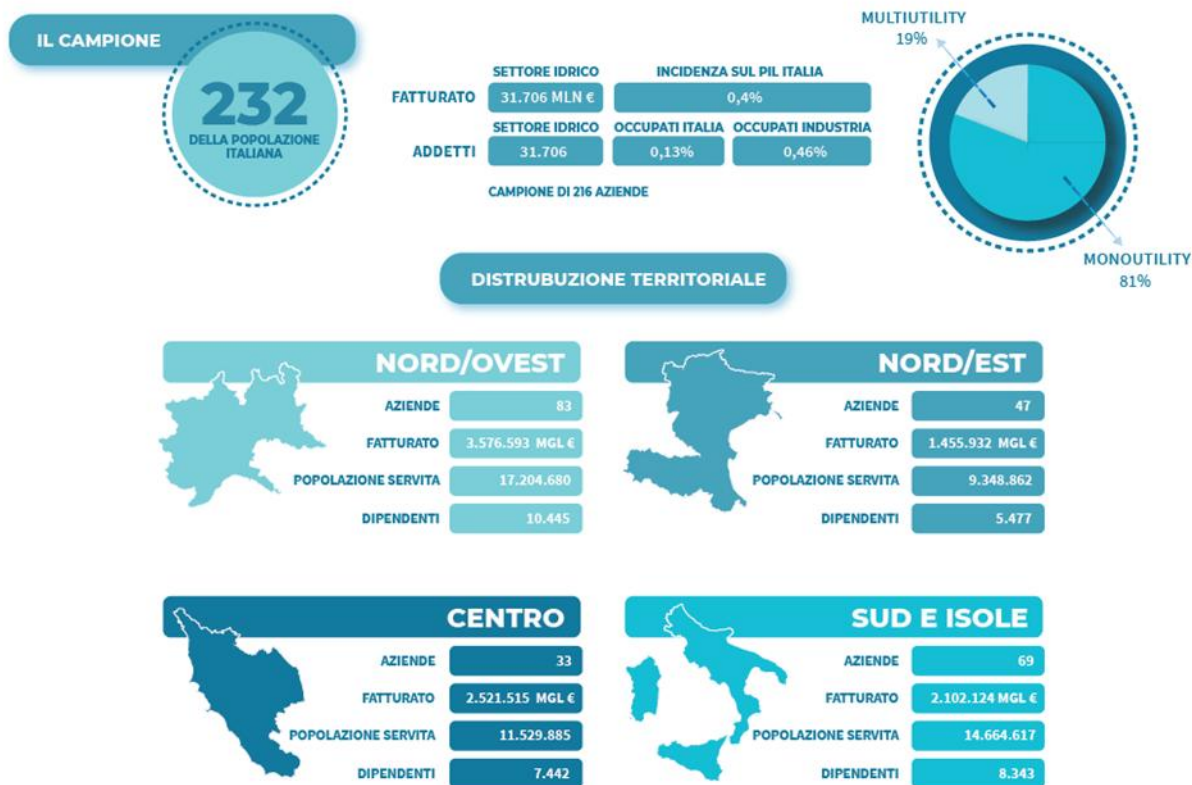 IL CAMPIONE
232
DELLA POPOLAZIONE
ITALIANA
SETTORE IDRICO INCIDENZA SUL PIL ITALIA
FATTURATO 31.706 MLN € 0,4%
SETTORE IDRICO OCCUPATI ITALIA OCCUPATI INDUSTRIA
ADDETTI 31.706 0,13% 0,46%
CAMPIONE DI 216 AZIENDE
MULTIUTILITY
19%
MONOUTILITY
81%
DISTRUBUZIONE TERRITORIALE
NORD/OVEST
AZIENDE 83
FATTURATO 3.576.593 MGL €
POPOLAZIONE SERVITA 17.204.680
DIPENDENTI 10.445
NORD/EST
AZIENDE 47
FATTURATO 1.455.932 MGL €
POPOLAZIONE SERVITA 9.348.862
DIPENDENTI 5.477
CENTRO
AZIENDE 33
FATTURATO 2.521.515 MGL €
POPOLAZIONE SERVITA 11.529.885
DIPENDENTI 7.442
SUD E ISOLE
AZIENDE 69
FATTURATO 2.102.124 MGL €
POPOLAZIONE SERVITA 14.664.617
DIPENDENTI 8.343